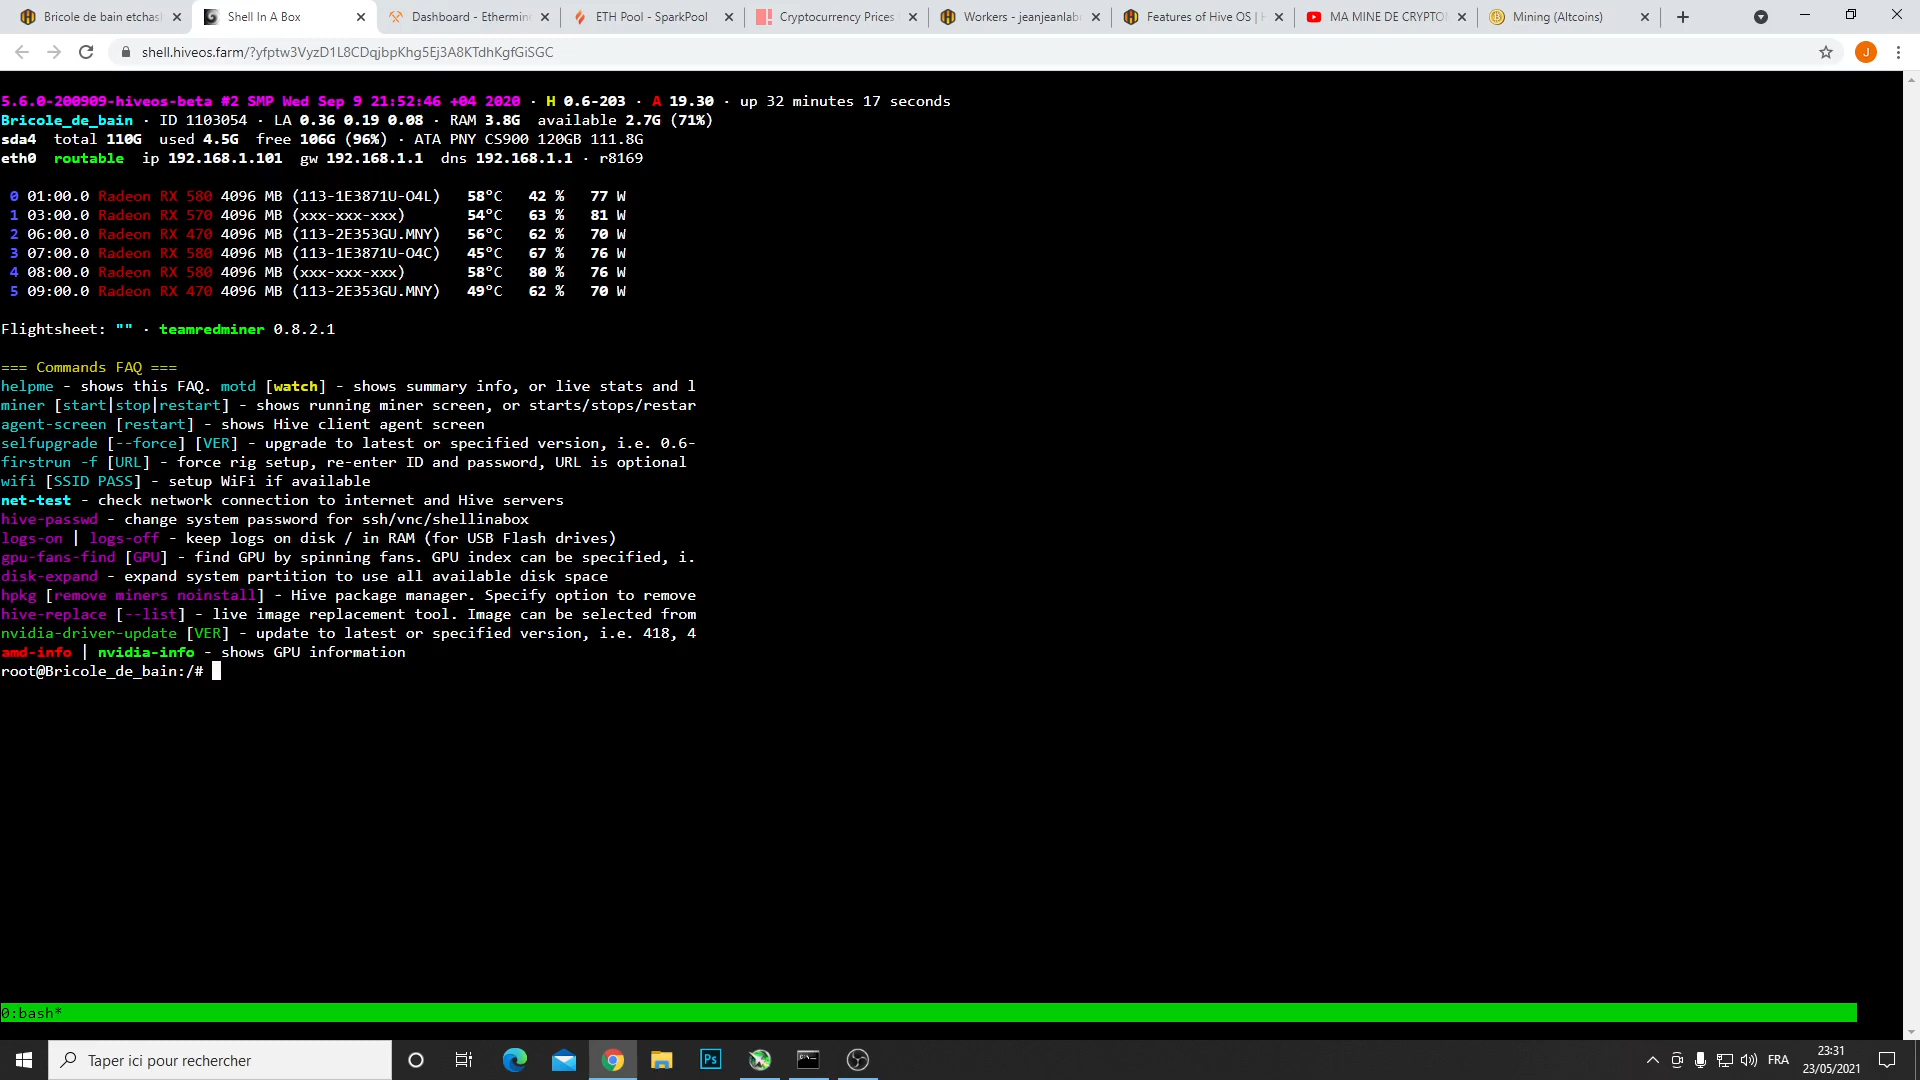 Bricole de bain etchas
Shell In A Box
Dashboard - Ethermine
ETH Pool - SparkPool
Cryptocurrency Prices
Workers - jeanjeanlab
Features of Hive OS | H
MA MINE DE CRYPTOM
Mining (Altcoins)
shell.hiveos.farm/?yfptw3VyzD1L8CDqjbpKhg5Ej3A8KTdhKgfGiSGC
J
5.6.0-200909-hiveos-beta #2 SMP Wed Sep 9 21:52:46 +04 2020 · H 0.6-203 · A 19.30 · up 32 minutes 17 seconds
Bricole_de_bain · ID 1103054 · LA 0.36 0.19 0.08 · RAM 3.8G available 2.7G (71%)
sda4 total 110G used 4.5G free 106G (96%) · ATA PNY CS900 120GB 111.8G
eth0 routable ip 192.168.1.101 gw 192.168.1.1 dns 192.168.1.1 · r8169
0 01:00.0 Radeon RX 580 4096 MB (113-1E3871U-O4L) 58°C 42 % 77 W
1 03:00.0 Radeon RX 570 4096 MB (xxx-xxx-xxx) 54°C 63 % 81 W
2 06:00.0 Radeon RX 470 4096 MB (113-2E353GU.MNY) 56°C 62 % 70 W
3 07:00.0 Radeon RX 580 4096 MB (113-1E3871U-O4C) 45°C 67 % 76 W
4 08:00.0 Radeon RX 580 4096 MB (xxx-xxx-xxx) 58°C 80 % 76 W
5 09:00.0 Radeon RX 470 4096 MB (113-2E353GU.MNY) 49°C 62 % 70 W
Flightsheet: "" · teamredminer 0.8.2.1
=== Commands FAQ ===
helpme - shows this FAQ. motd [watch] - shows summary info, or live stats and l
miner [start|stop|restart] - shows running miner screen, or starts/stops/restar
agent-screen [restart] - shows Hive client agent screen
selfupgrade [--force] [VER] - upgrade to latest or specified version, i.e. 0.6-
firstrun -f [URL] - force rig setup, re-enter ID and password, URL is optional
wifi [SSID PASS] - setup WiFi if available
net-test - check network connection to internet and Hive servers
hive-passwd - change system password for ssh/vnc/shellinabox
logs-on | logs-off - keep logs on disk / in RAM (for USB Flash drives)
gpu-fans-find [GPU] - find GPU by spinning fans. GPU index can be specified, i.
disk-expand - expand system partition to use all available disk space
hpkg [remove miners noinstall] - Hive package manager. Specify option to remove
hive-replace [--list] - live image replacement tool. Image can be selected from
nvidia-driver-update [VER] - update to latest or specified version, i.e. 418, 4
amd-info | nvidia-info - shows GPU information
root@Bricole_de_bain:/#
0:bash*
Taper ici pour rechercher
Ps
FRA
23:31
23/05/2021